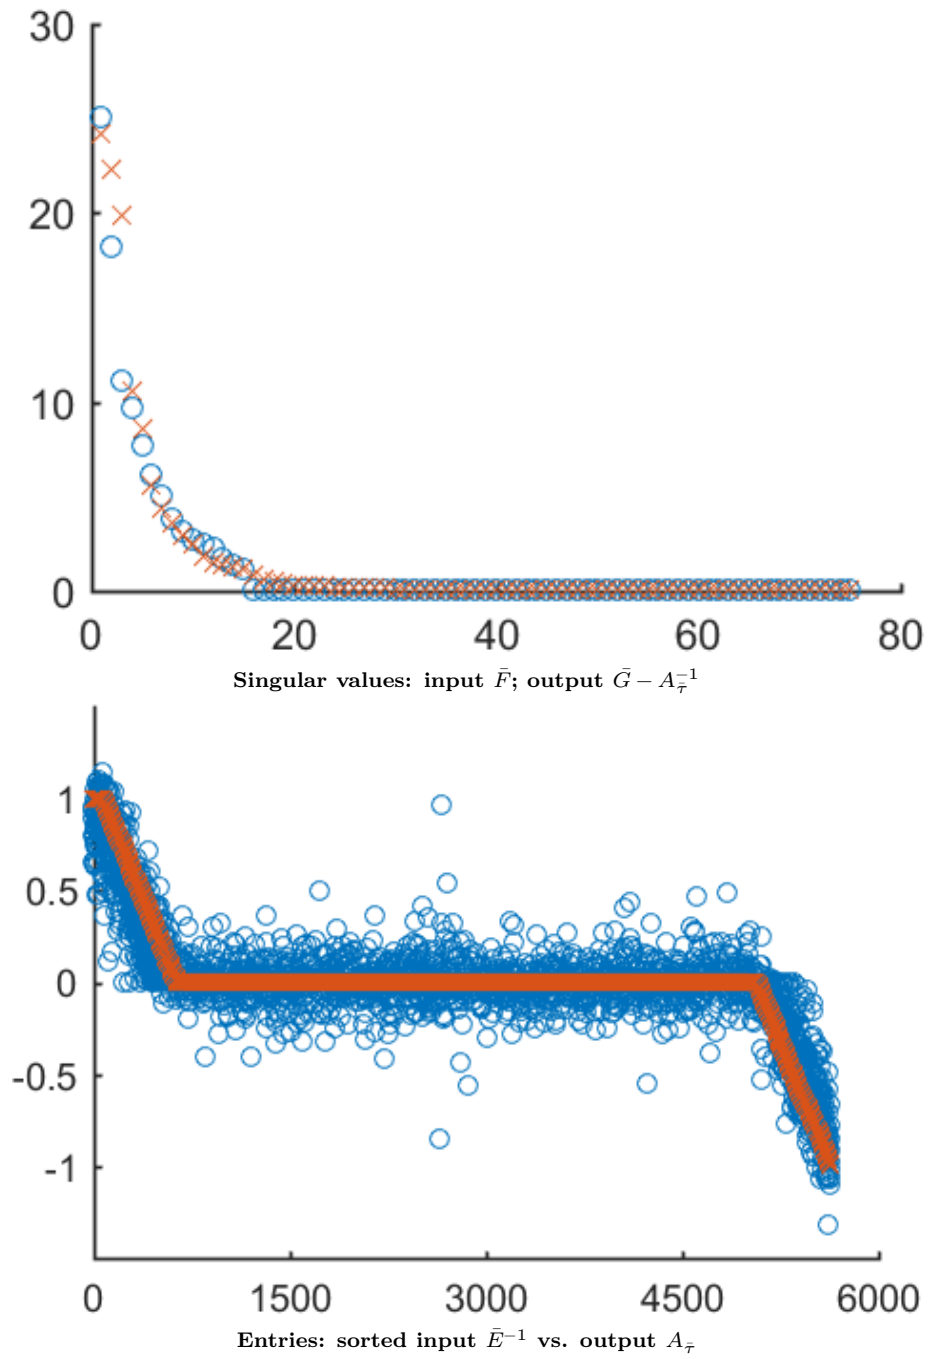 30
20
10
0
0 20 40 60 80
Singular values: input F̄; output Ḡ − A_τ̄^{-1}
1
0.5
0
-0.5
-1
0 1500 3000 4500 6000
Entries: sorted input Ē^{-1} vs. output A_τ̄